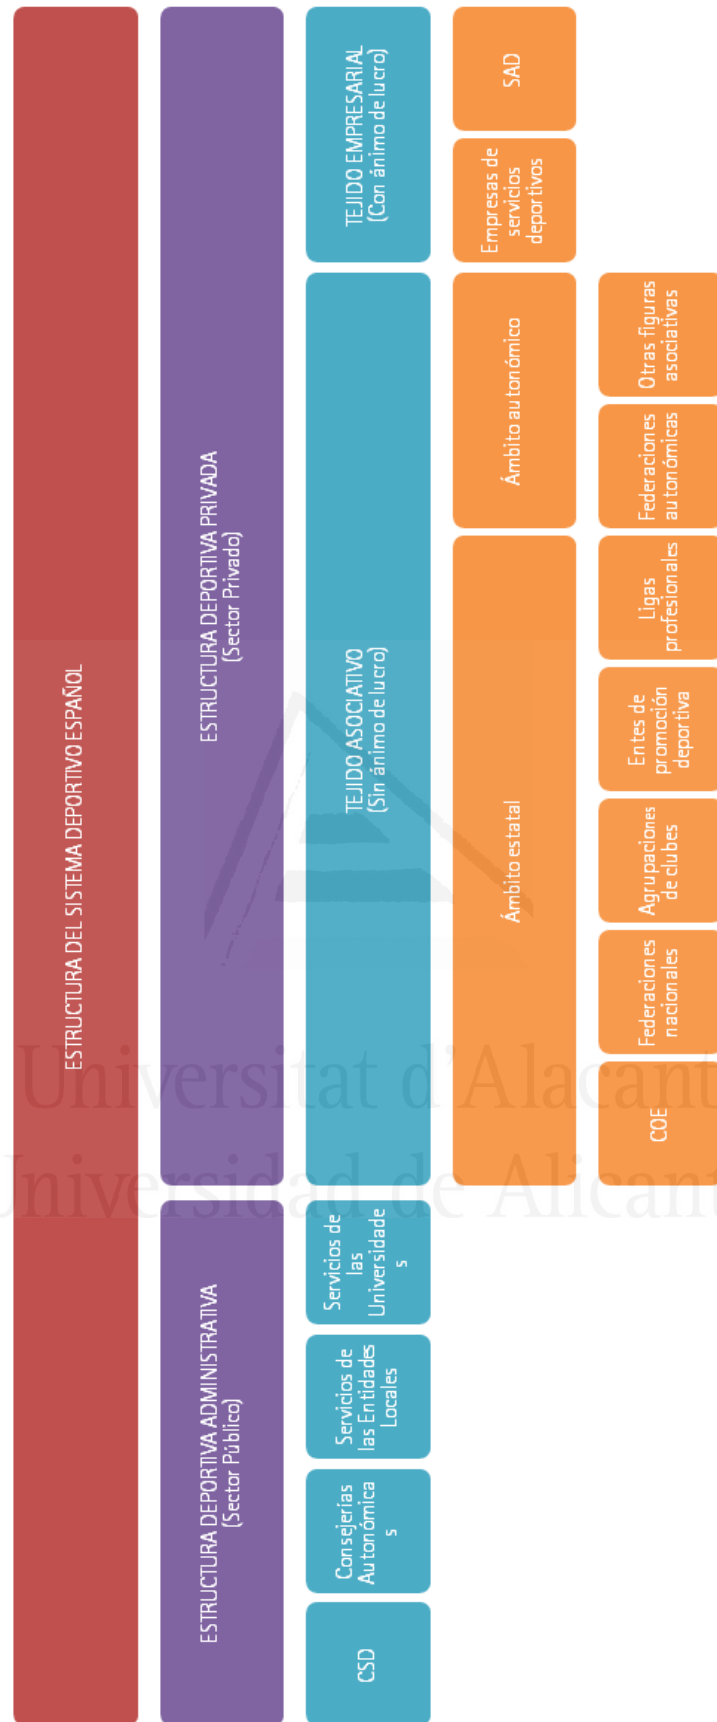 ESTRUCTURA DEL SISTEMA DEPORTIVO ESPAÑOL
ESTRUCTURA DEPORTIVA ADMINISTRATIVA
(Sector Público)
ESTRUCTURA DEPORTIVA PRIVADA
(Sector Privado)
CSD
Consejerías
Autonómica
s
Servicios de
las Entidades
Locales
Servicios de
las
Universidade
s
TEJIDO ASOCIATIVO
(Sin ánimo de lucro)
TEJIDO EMPRESARIAL
(Con ánimo de lucro)
Ámbito estatal
Ámbito autonómico
Empresas de
servicios
deportivos
SAD
COE
Federaciones
nacionales
Agrupaciones
de clubes
Entes de
promoción
deportiva
Ligas
profesionales
Federaciones
autonómicas
Otras figuras
asociativas
Universitat d'Alacant
Universidad de Alicant